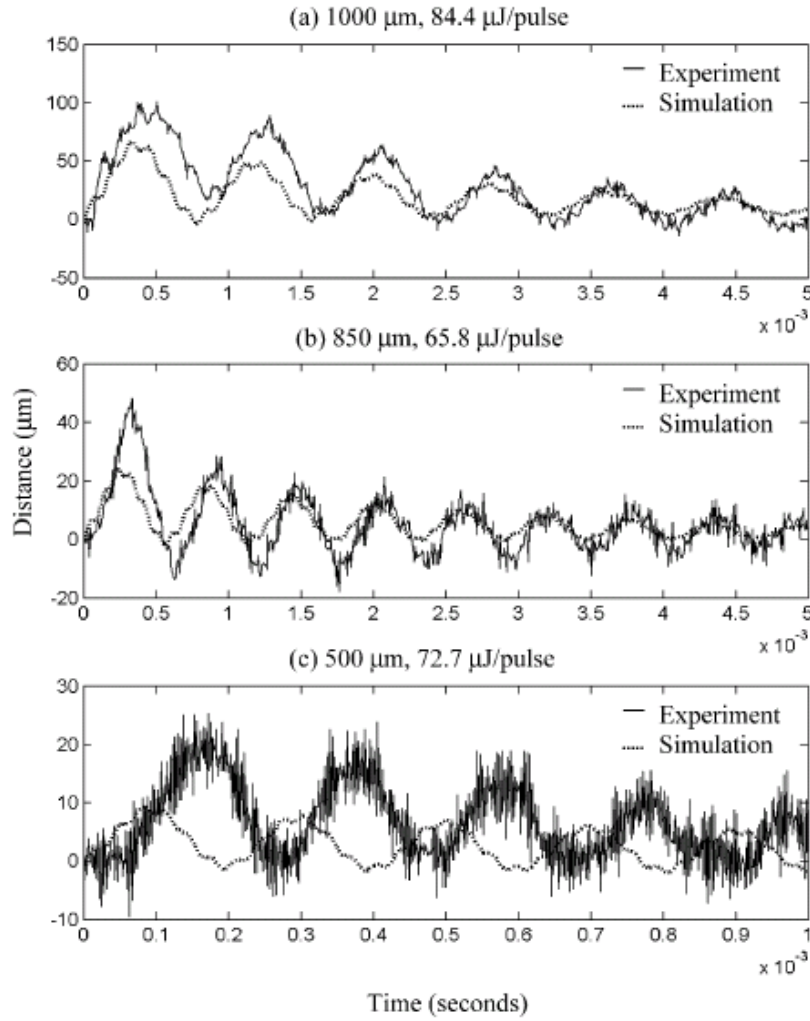 (a) 1000 μm, 84.4 μJ/pulse
150
100
50
0
-50
Experiment
Simulation
0 0.5 1 1.5 2 2.5 3 3.5 4 4.5 5
x 10⁻³
(b) 850 μm, 65.8 μJ/pulse
60
40
20
0
-20
Experiment
Simulation
0 0.5 1 1.5 2 2.5 3 3.5 4 4.5 5
x 10⁻³
Distance (μm)
(c) 500 μm, 72.7 μJ/pulse
30
20
10
0
-10
Experiment
Simulation
0 0.1 0.2 0.3 0.4 0.5 0.6 0.7 0.8 0.9 1
x 10⁻³
Time (seconds)